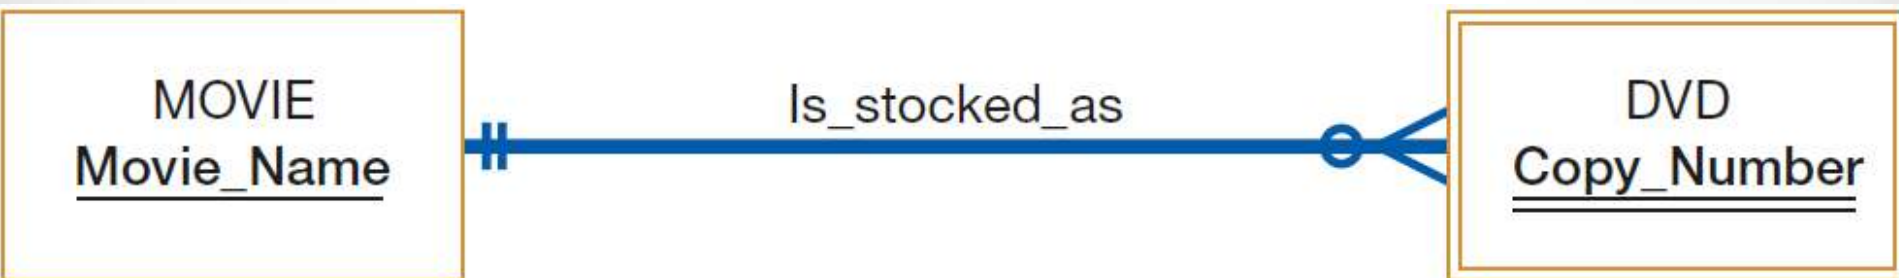 MOVIE
Movie_Name
Is_stocked_as
DVD
Copy_Number